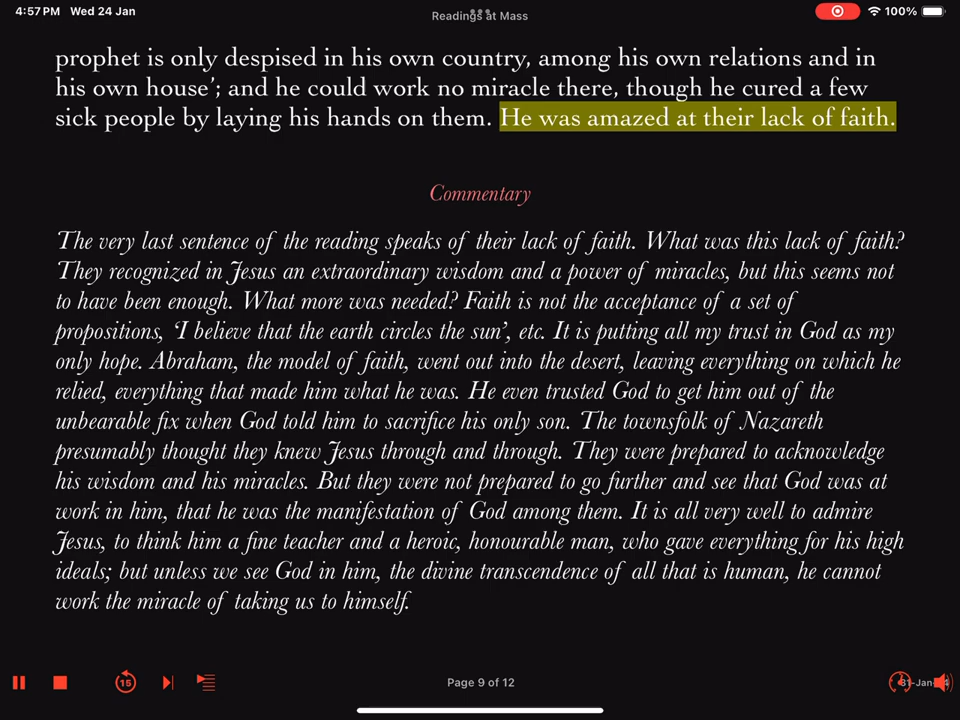 4:57PM Wed 24 Jan
Readings at Mass
100%
prophet is only despised in his own country, among his own relations and in
his own house’; and he could work no miracle there, though he cured a few
sick people by laying his hands on them. He was amazed at their lack of faith.
Commentary
The very last sentence of the reading speaks of their lack of faith. What was this lack of faith?
They recognized in Jesus an extraordinary wisdom and a power of miracles, but this seems not
to have been enough. What more was needed? Faith is not the acceptance of a set of
propositions, ‘I believe that the earth circles the sun’, etc. It is putting all my trust in God as my
only hope. Abraham, the model of faith, went out into the desert, leaving everything on which he
relied, everything that made him what he was. He even trusted God to get him out of the
unbearable fix when God told him to sacrifice his only son. The townsfolk of Nazareth
presumably thought they knew Jesus through and through. They were prepared to acknowledge
his wisdom and his miracles. But they were not prepared to go further and see that God was at
work in him, that he was the manifestation of God among them. It is all very well to admire
Jesus, to think him a fine teacher and a heroic, honourable man, who gave everything for his high
ideals; but unless we see God in him, the divine transcendence of all that is human, he cannot
work the miracle of taking us to himself.
15
Page 9 of 12